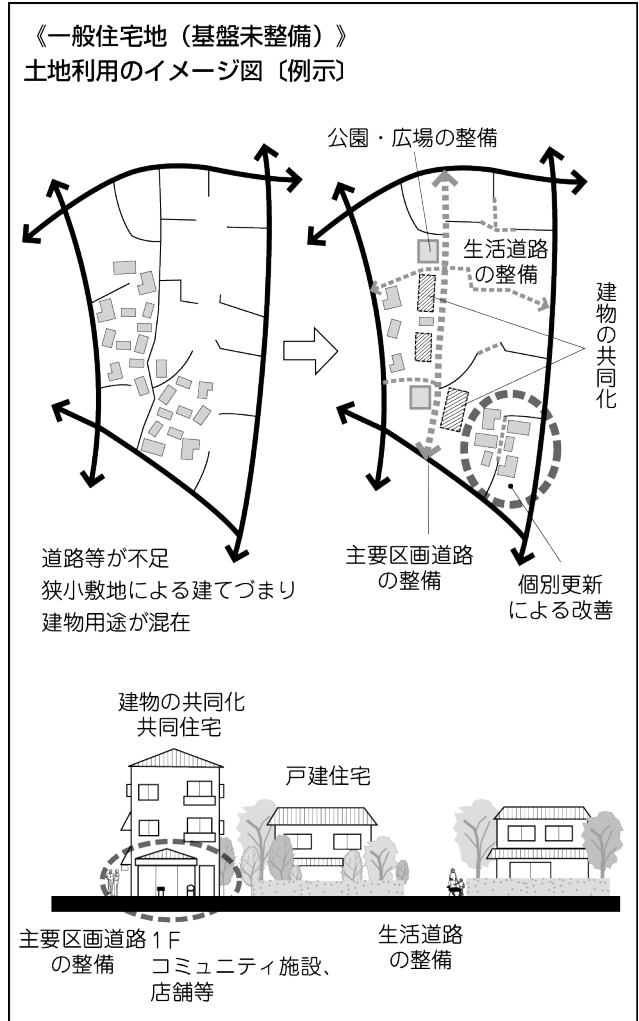 《一般住宅地（基盤未整備）》
土地利用のイメージ図〔例示〕
公園・広場の整備
生活道路
の整備
建物の共同化
道路等が不足
狭小敷地による建てづまり
建物用途が混在
主要区画道路
の整備
個別更新
による改善
建物の共同化
共同住宅
戸建住宅
主要区画道路
の整備
1F
コミュニティ施設、
店舗等
生活道路
の整備